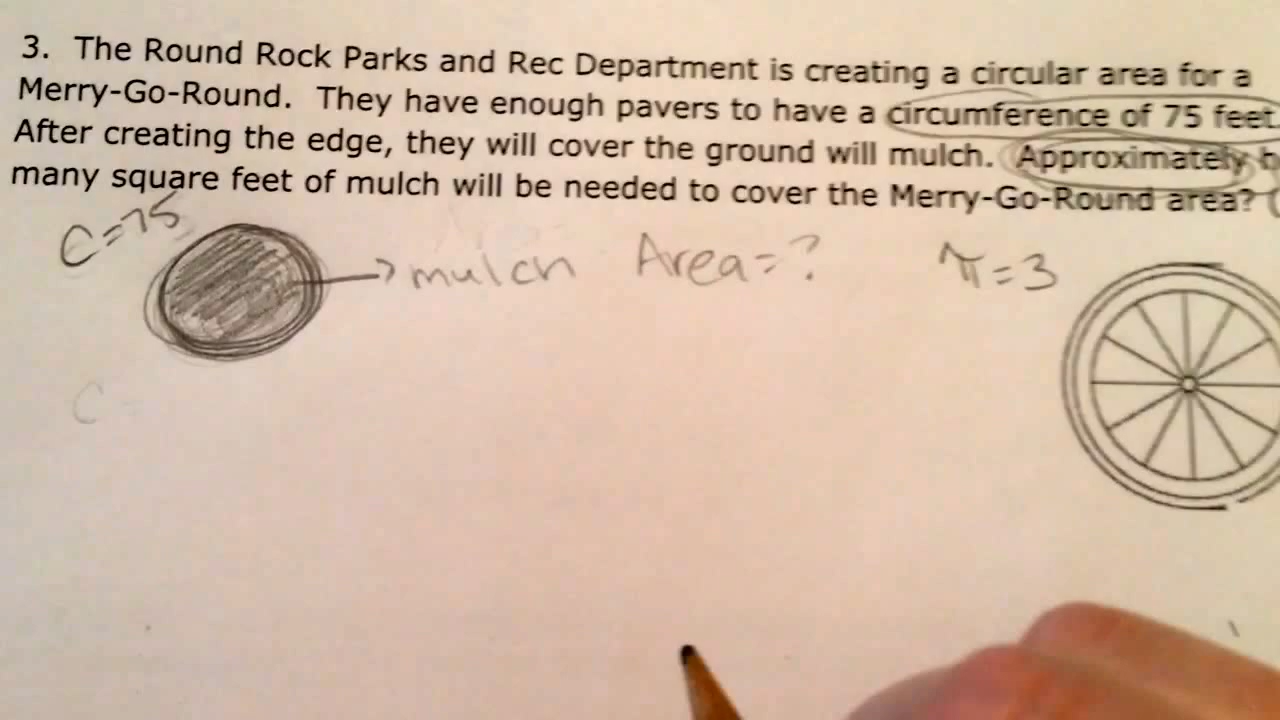 3. The Round Rock Parks and Rec Department is creating a circular area for a
Merry-Go-Round. They have enough pavers to have a circumference of 75 feet.
After creating the edge, they will cover the ground will mulch. Approximately
many square feet of mulch will be needed to cover the Merry-Go-Round area? (
C=75
mulch
Area=?
π=3
C